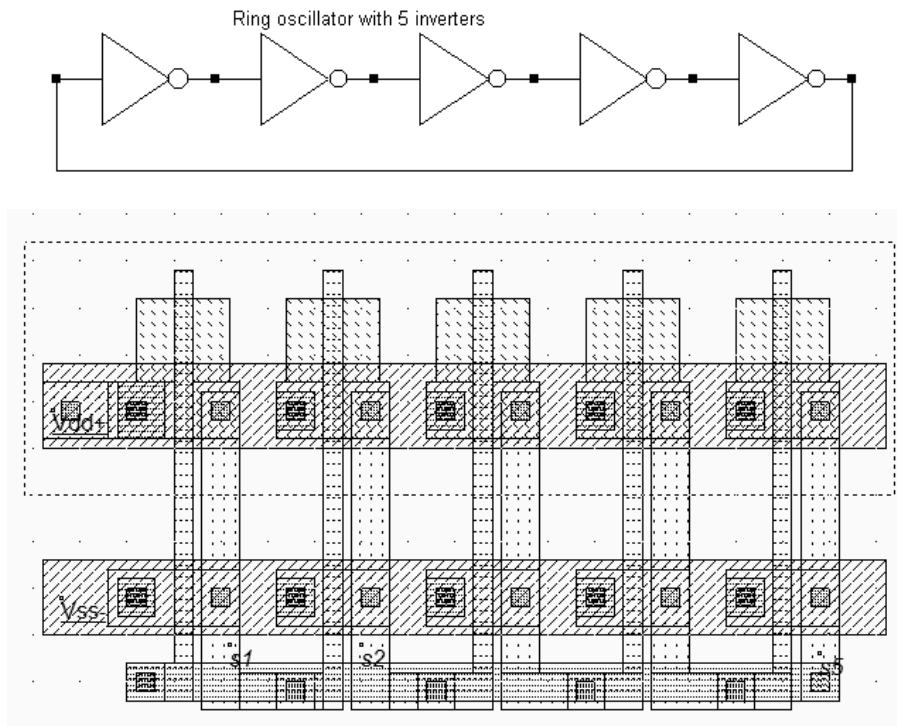 Ring oscillator with 5 inverters
Vdd+
Vss-
s1
s2
s5